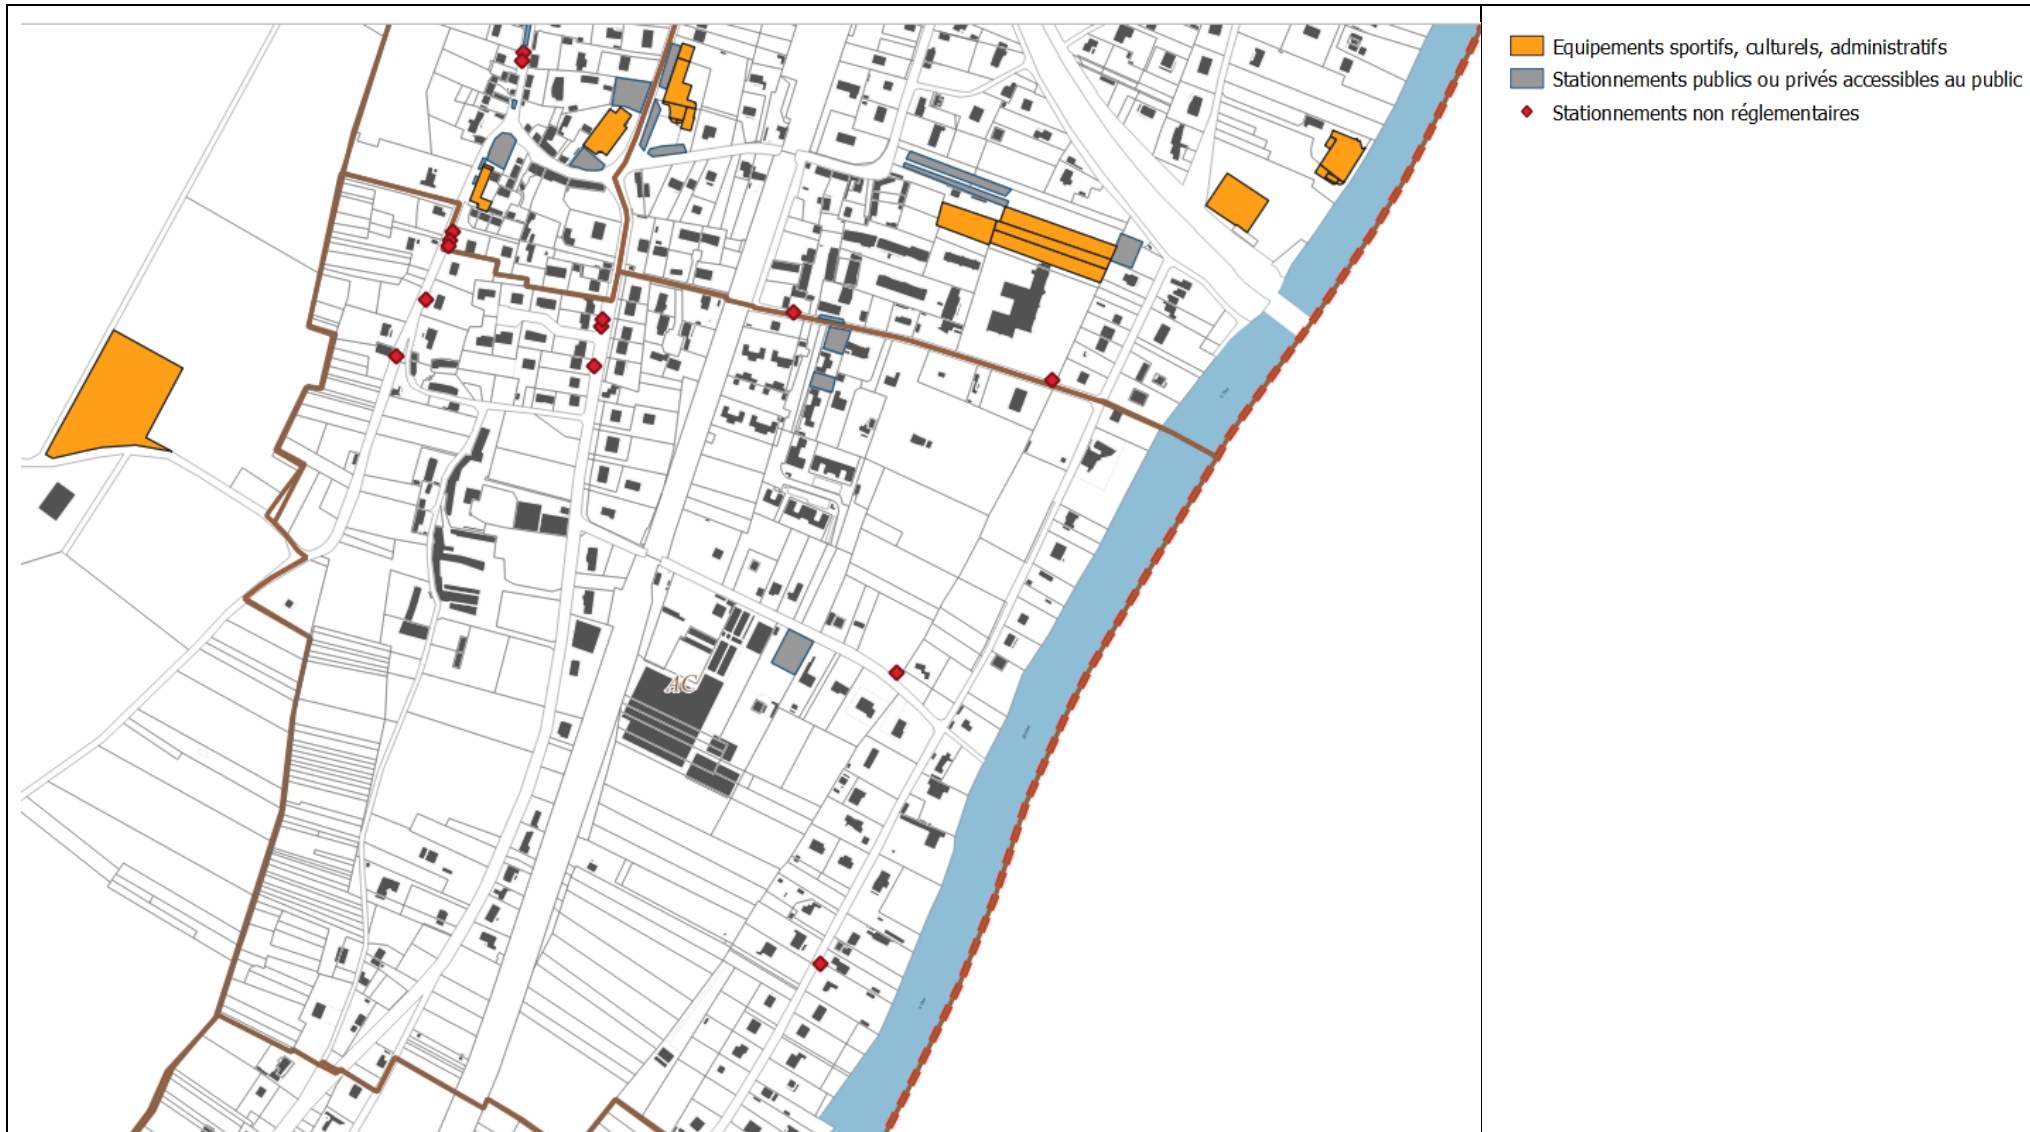 Equipements sportifs, culturels, administratifs
Stationnements publics ou privés accessibles au public
Stationnements non réglementaires
AC